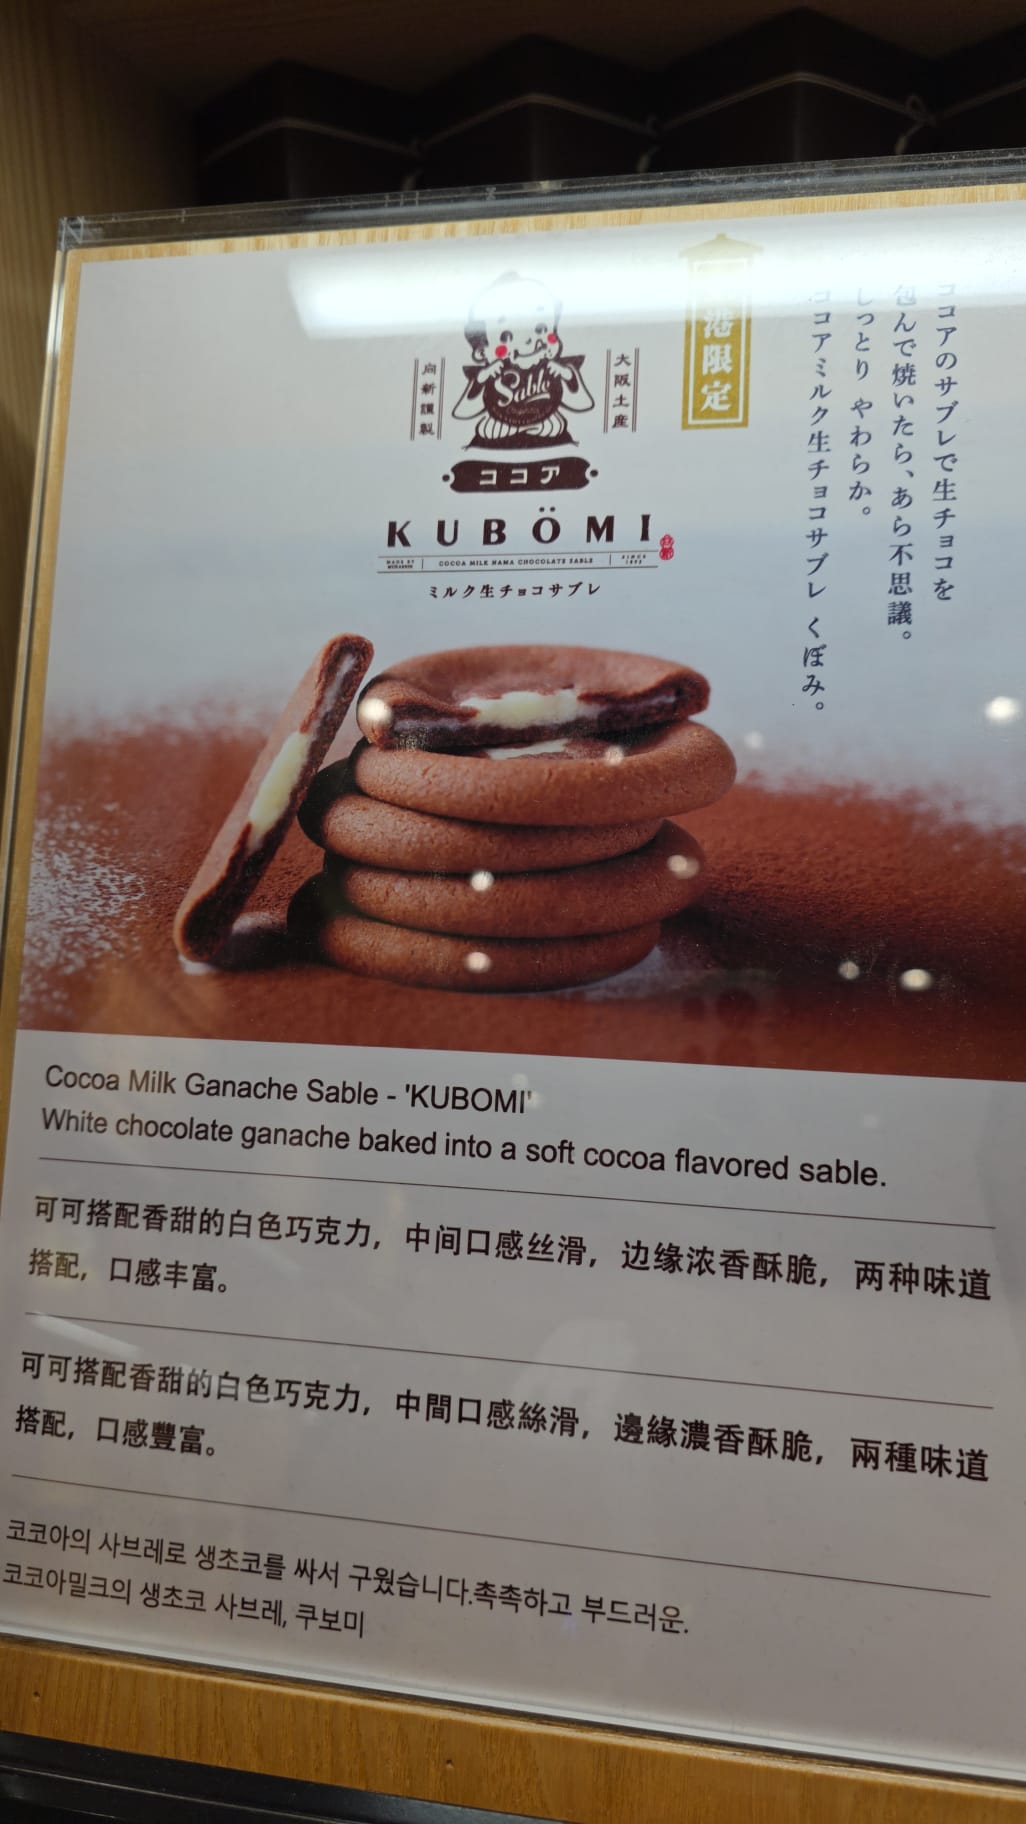 Sable
向新謹製
大阪土産
ココア
港限定
KUBÖMI
MADE BY
COCOA MILK NAMA CHOCOLATE SABLE
SINCE
ミルク生チョコサブレ
ココアのサブレで生チョコを
包んで焼いたら、あら不思議。
しっとり やわらか。
ココアミルク生チョコサブレ くぼみ。
Cocoa Milk Ganache Sable - 'KUBOMI'
White chocolate ganache baked into a soft cocoa flavored sable.
可可搭配香甜的白色巧克力，中间口感丝滑，边缘浓香酥脆，两种味道
搭配，口感丰富。
可可搭配香甜的白色巧克力，中間口感絲滑，邊緣濃香酥脆，兩種味道
搭配，口感豐富。
코코아의 사브레로 생초코를 싸서 구웠습니다.촉촉하고 부드러운.
코코아밀크의 생초코 사브레, 쿠보미